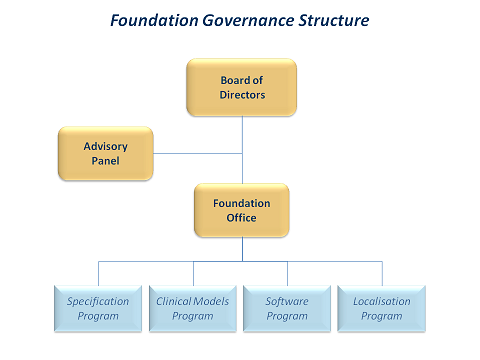 Foundation Governance Structure
Board of
Directors
Advisory
Panel
Foundation
Office
Specification
Program
Clinical Models
Program
Software
Program
Localisation
Program